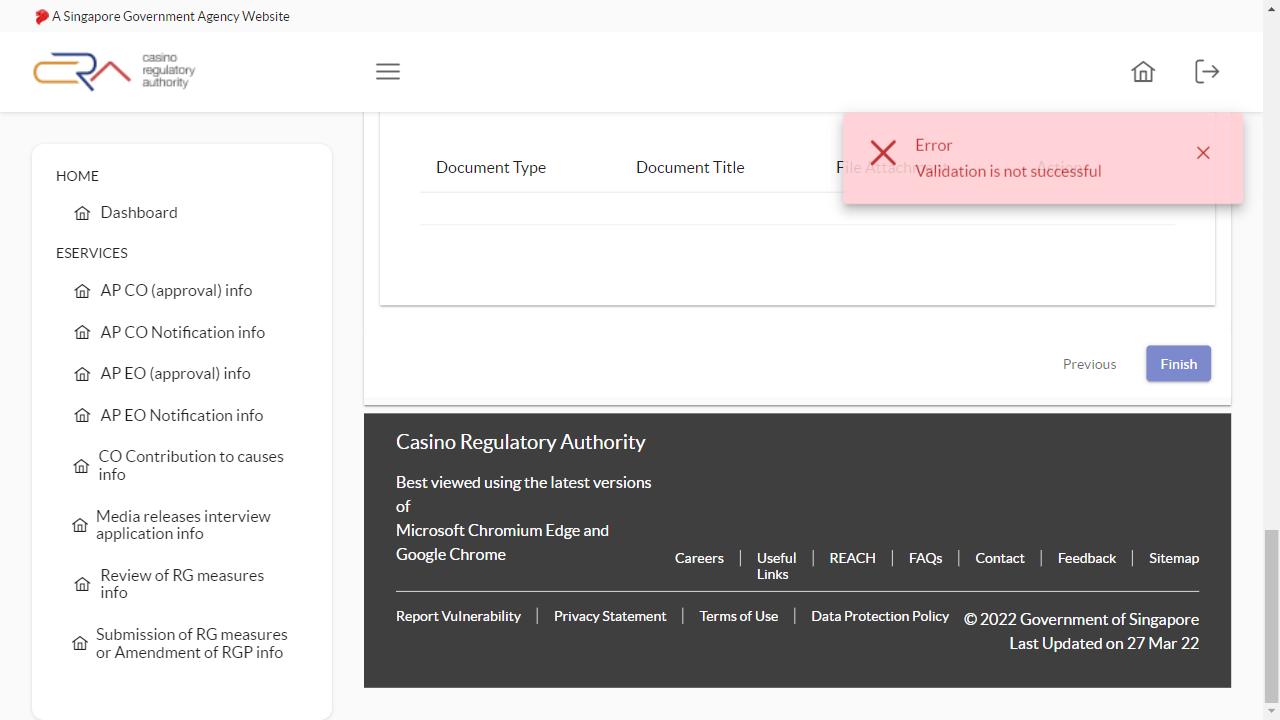 A Singapore Government Agency Website
CRA
casino
regulatory
authority
HOME
Dashboard
ESERVICES
AP CO (approval) info
AP CO Notification info
AP EO (approval) info
AP EO Notification info
CO Contribution to causes
info
Media releases interview
application info
Review of RG measures
info
Submission of RG measures
or Amendment of RGP info
Error
Validation is not successful
Document Type Document Title File Attachment Actions
Previous Finish
Casino Regulatory Authority
Best viewed using the latest versions
of
Microsoft Chromium Edge and
Google Chrome
Careers Useful Links REACH FAQs Contact Feedback Sitemap
Report Vulnerability Privacy Statement Terms of Use Data Protection Policy © 2022 Government of Singapore
Last Updated on 27 Mar 22